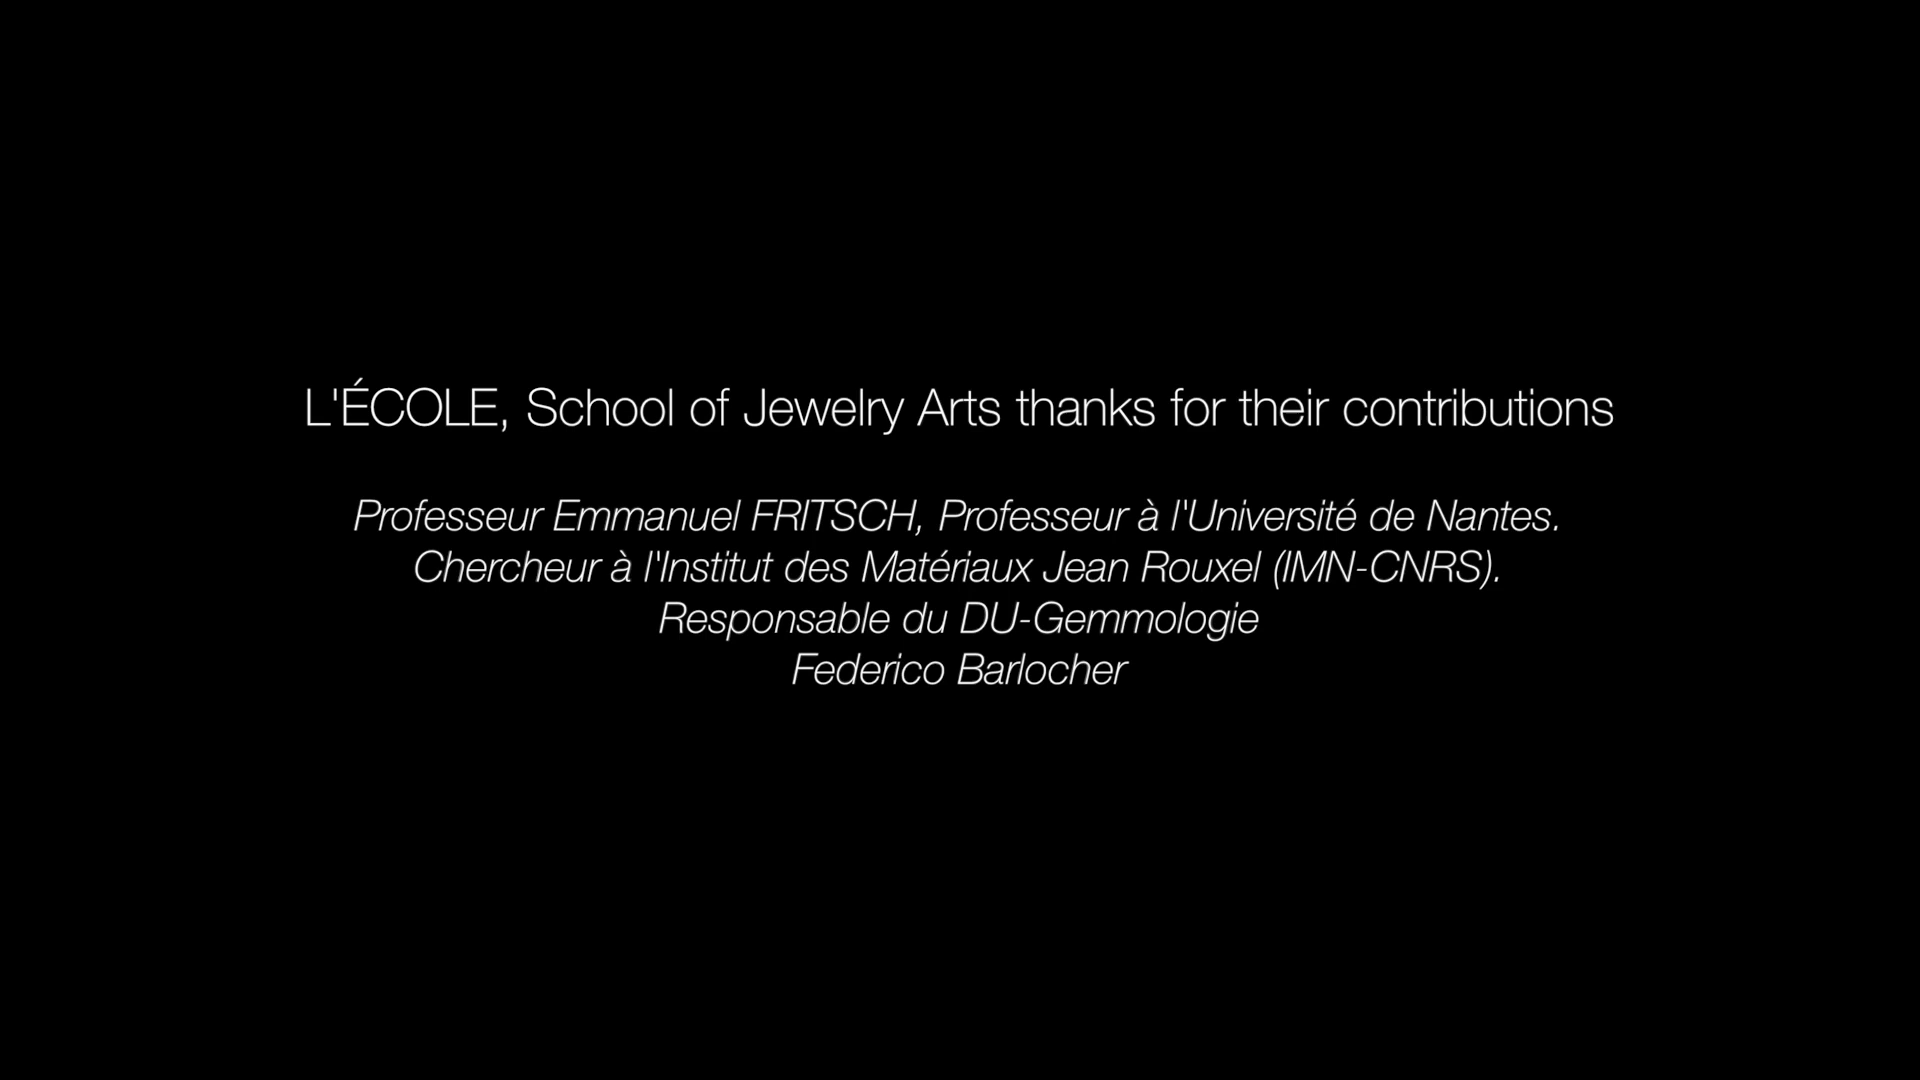 L'ÉCOLE, School of Jewelry Arts thanks for their contributions
Professeur Emmanuel FRITSCH, Professeur à l'Université de Nantes.
Chercheur à l'Institut des Matériaux Jean Rouxel (IMN-CNRS).
Responsable du DU-Gemmologie
Federico Barlocher